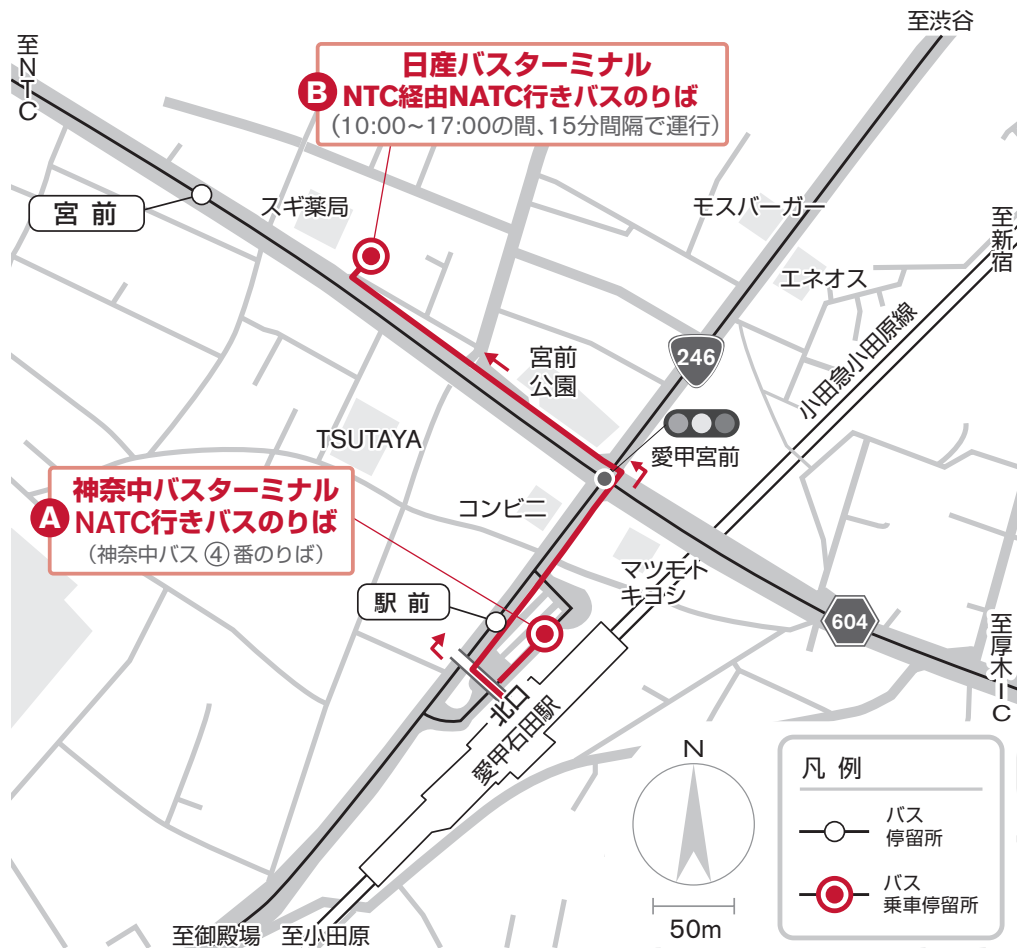 至渋谷
至NTC
B
日産バスターミナル
NTC経由NATC行きバスのりば
(10:00~17:00の間、15分間隔で運行)
宮前
スギ薬局
モスバーガー
至新宿
エネオス
小田急小田原線
246
宮前
公園
TSUTAYA
愛甲宮前
A
神奈中バスターミナル
NATC行きバスのりば
(神奈中バス④番のりば)
コンビニ
マツモト
キヨシ
駅前
604
至厚木IC
北口
愛甲石田駅
N
50m
凡例
バス
停留所
バス
乗車停留所
至御殿場
至小田原